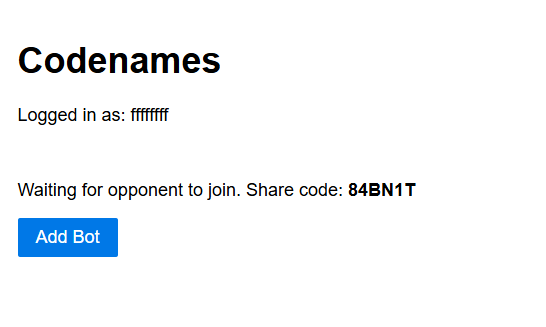 Codenames
Logged in as: ffffffff
Waiting for opponent to join. Share code: 84BN1T
Add Bot